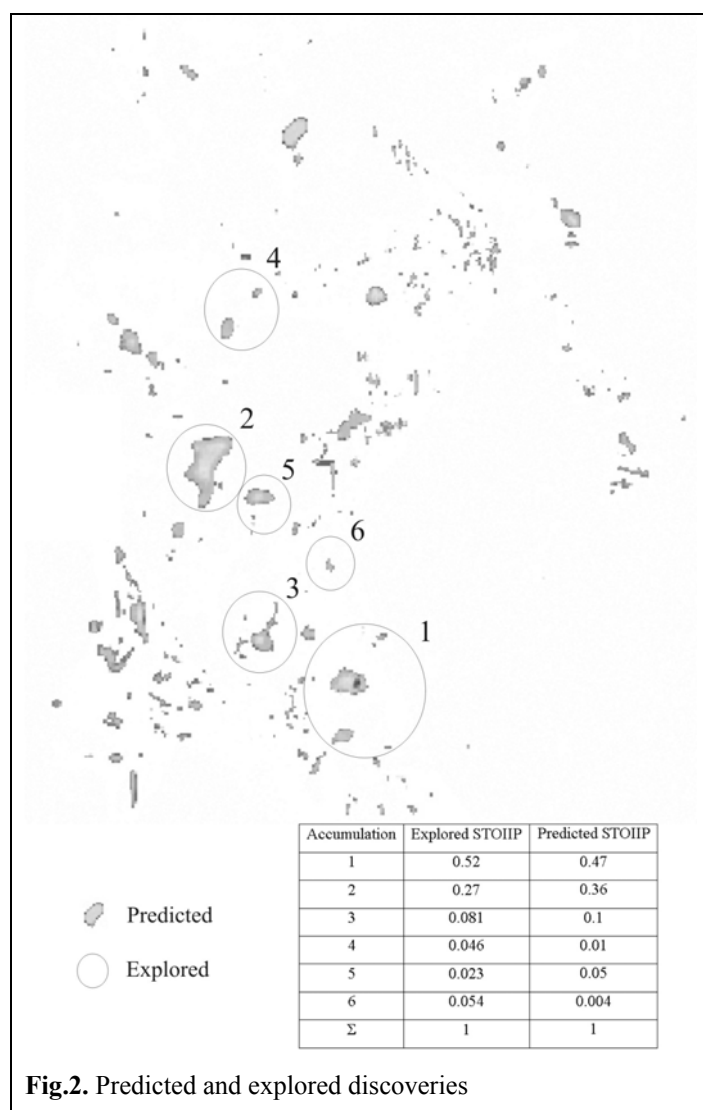 4
2
5
6
3
1
Accumulation Explored STOIIP Predicted STOIIP
1 0.52 0.47
2 0.27 0.36
3 0.081 0.1
4 0.046 0.01
5 0.023 0.05
6 0.054 0.004
Σ 1 1
Predicted
Explored
Fig.2. Predicted and explored discoveries